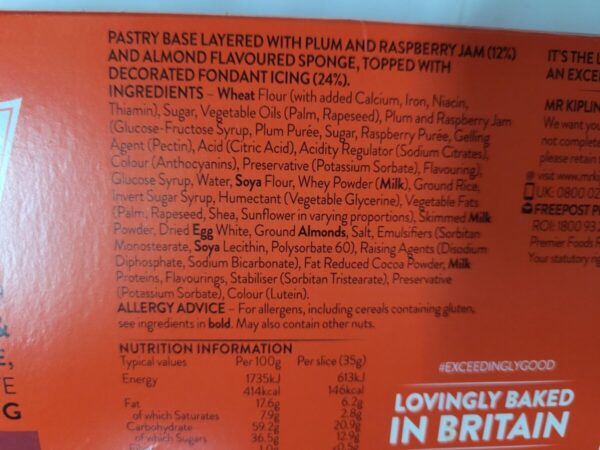 PASTRY BASE LAYERED WITH PLUM AND RASPBERRY JAM (12%)
AND ALMOND FLAVOURED SPONGE, TOPPED WITH
DECORATED FONDANT ICING (24%).
INGREDIENTS – Wheat Flour (with added Calcium, Iron, Niacin,
Thiamin), Sugar, Vegetable Oils (Palm, Rapeseed), Plum and Raspberry Jam
(Glucose-Fructose Syrup, Plum Purée, Sugar, Raspberry Purée, Gelling
Agent (Pectin), Acid (Citric Acid), Acidity Regulator (Sodium Citrates),
Colour (Anthocyanins), Preservative (Potassium Sorbate), Flavouring),
Glucose Syrup, Water, Soya Flour, Whey Powder (Milk), Ground Rice,
Invert Sugar Syrup, Humectant (Vegetable Glycerine), Vegetable Fats
(Palm, Rapeseed, Shea, Sunflower in varying proportions), Skimmed Milk
Powder, Dried Egg White, Ground Almonds, Salt, Emulsifiers (Sorbitan
Monostearate, Soya Lecithin, Polysorbate 60), Raising Agents (Disodium
Diphosphate, Sodium Bicarbonate), Fat Reduced Cocoa Powder, Milk
Proteins, Flavourings, Stabiliser (Sorbitan Tristearate), Preservative
(Potassium Sorbate), Colour (Lutein).
ALLERGY ADVICE – For allergens, including cereals containing gluten,
see ingredients in bold. May also contain other nuts.
NUTRITION INFORMATION
Typical values Per 100g Per slice (35g)
Energy 1735kJ 613kJ
414kcal 146kcal
Fat 17.6g 6.2g
of which Saturates 7.9g 2.8g
Carbohydrate 59.2g 20.9g
of which Sugars 36.5g 12.9g
IT'S THE
AN EXCE
MR KIPLIN
We want you
not complete
please retain
visit www.mrk
UK: 0800 02
FREEPOST P
ROI: 1800 93
Premier Foods
Your statutory rig
#EXCEEDINGLYGOOD
LOVINGLY BAKED
IN BRITAIN
&
E,
TE
G